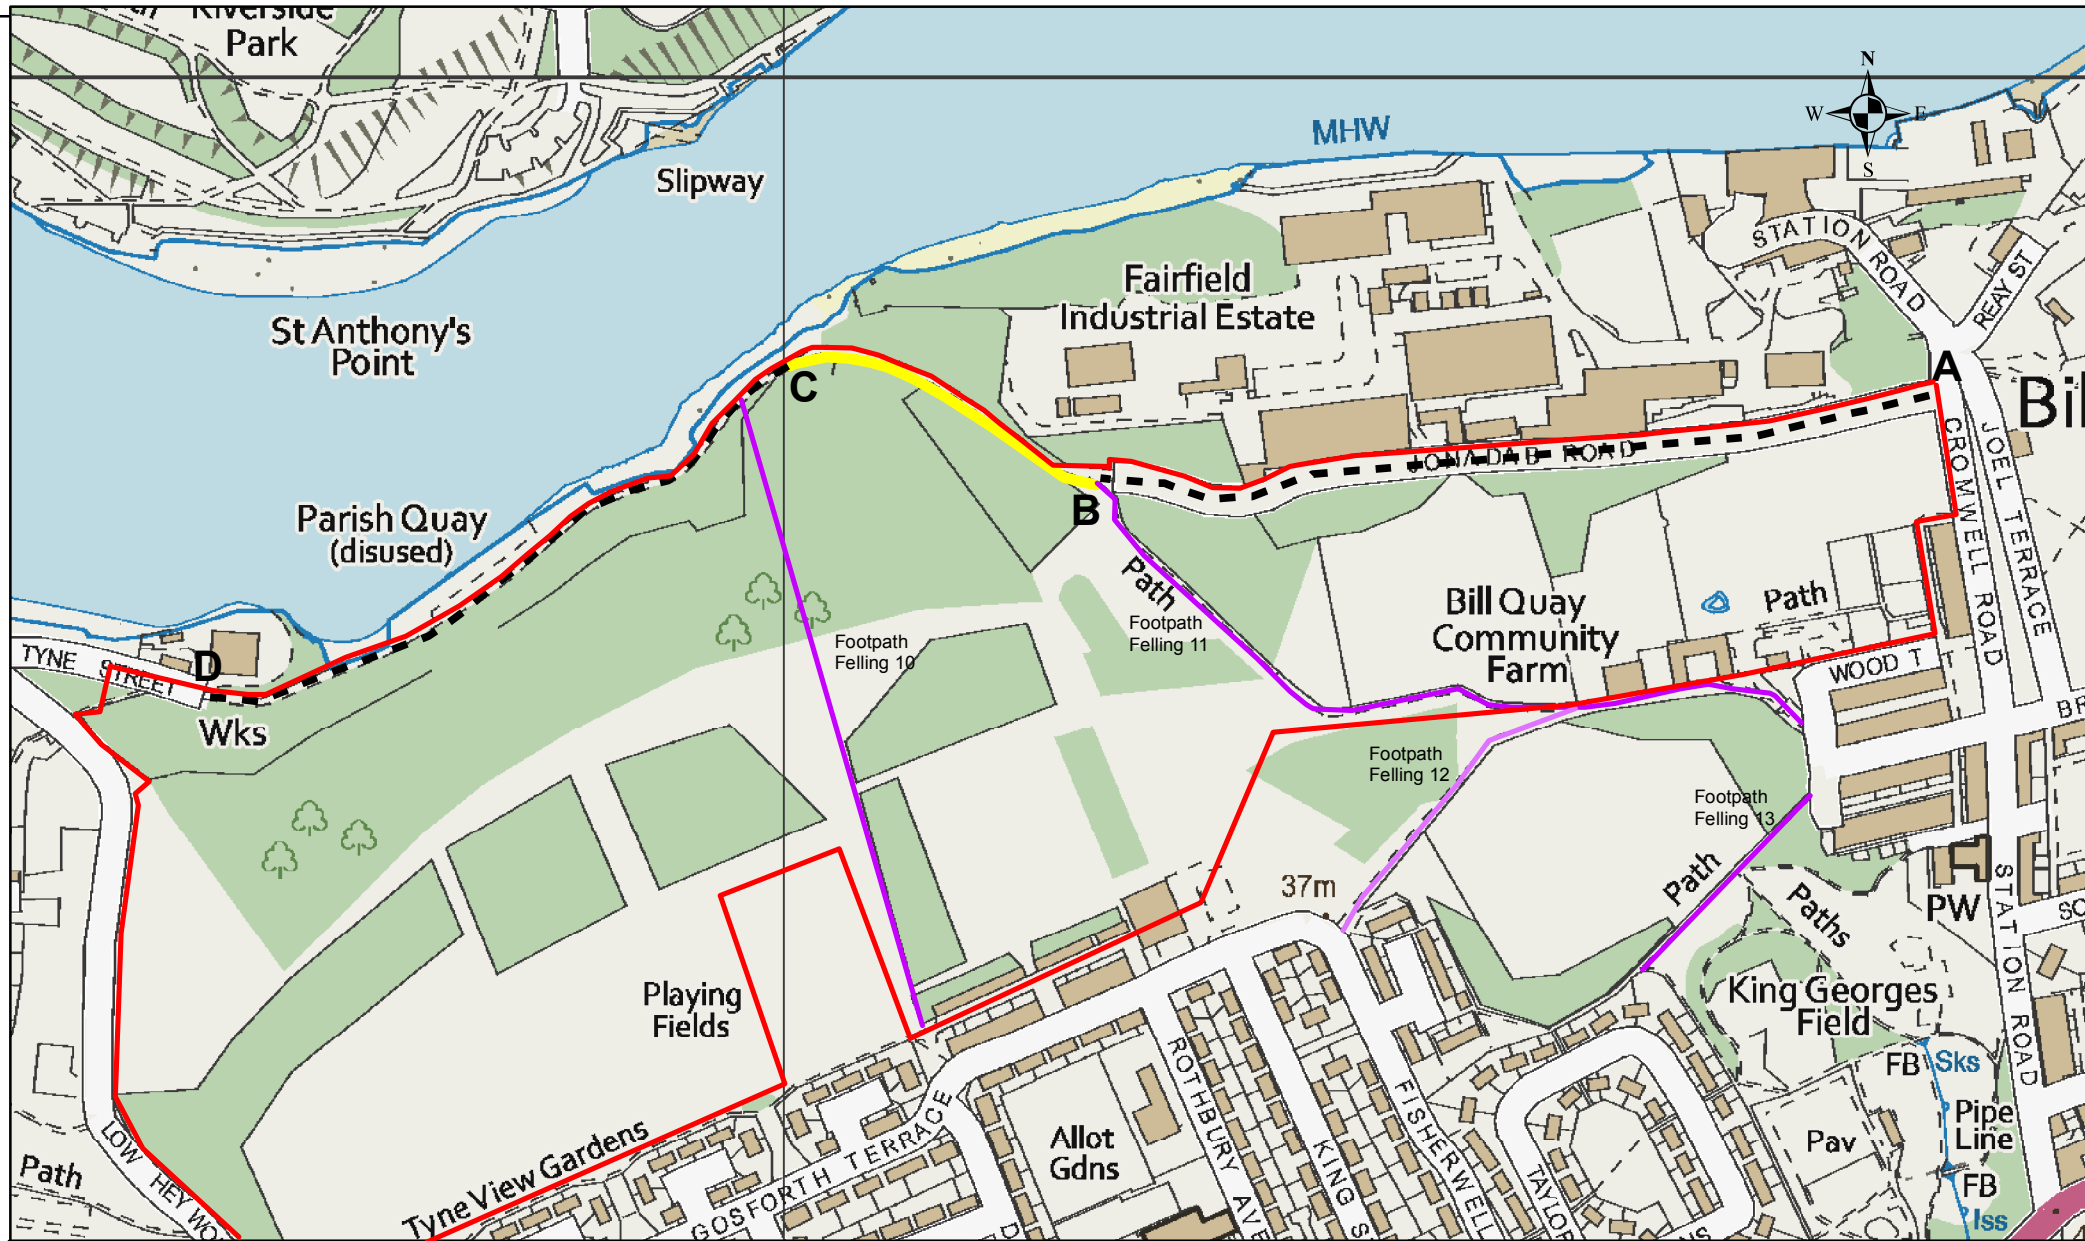 Riverside
Park
N
W
E
S
MHW
Slipway
STATION ROAD
REAY ST
Fairfield
Industrial Estate
St Anthony's
Point
A
Bil
C
JONADAB ROAD
CROMWELL ROAD
JOEL TERRACE
B
Parish Quay
(disused)
Path
Footpath
Felling 11
Bill Quay
Community
Farm
Path
Footpath
Felling 10
TYNE STREET
D
Wks
WOOD T
BR
Footpath
Felling 12
Footpath
Felling 13
37m
Path
Paths
PW
STATION ROAD
SC
Playing
Fields
King Georges
Field
FB
Sks
Pipe
Line
Pav
FB
Iss
Allot
Gdns
ROTHBURY AVE
KING S
FISHERWELL
TAYLOR
NS
GOSFORTH TERRACE
D
Tyne View Gardens
LOW HEYWO
Path